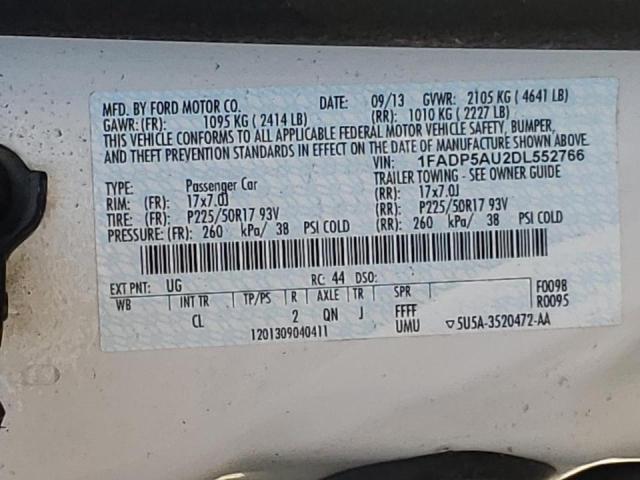 MFD. BY FORD MOTOR CO. DATE: 09/13 GVWR: 2105 KG ( 4641 LB)
GAWR:(FR): 1095 KG ( 2414 LB) (RR): 1010 KG ( 2227 LB)
THIS VEHICLE CONFORMS TO ALL APPLICABLE FEDERAL MOTOR VEHICLE SAFETY, BUMPER,
AND THEFT PREVENTION STANDARDS IN EFFECT ON THE DATE OF MANUFACTURE SHOWN ABOVE.
VIN: 1FADP5AU2DL552766
TYPE: Passenger Car TRAILER TOWING - SEE OWNER GUIDE
RIM: (FR): 17x7.0J (RR): 17x7.0J
TIRE: (FR): P225/50R17 93V (RR): P225/50R17 93V
PRESSURE: (FR): 260 kPa/ 38 PSI COLD (RR): 260 kPa/ 38 PSI COLD
EXT PNT: UG RC: 44 DSO:
WB INT TR TP/PS R AXLE TR SPR F0098
CL 2 QN J FFFF R0095
1201309040411 UMU ▽5U5A-3520472-AA